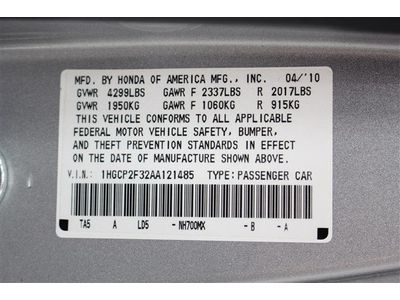 MFD. BY HONDA OF AMERICA MFG., INC. 04/'10
GVWR 4299LBS GAWR F 2337LBS R 2017LBS
GVWR 1950KG GAWR F 1060KG R 915KG
THIS VEHICLE CONFORMS TO ALL APPLICABLE
FEDERAL MOTOR VEHICLE SAFETY, BUMPER,
AND THEFT PREVENTION STANDARDS IN EFFECT
ON THE DATE OF MANUFACTURE SHOWN ABOVE.
V.I.N.: 1HGCP2F32AA121485 TYPE: PASSENGER CAR
TA5 A LD5 -NH700MX -B -A